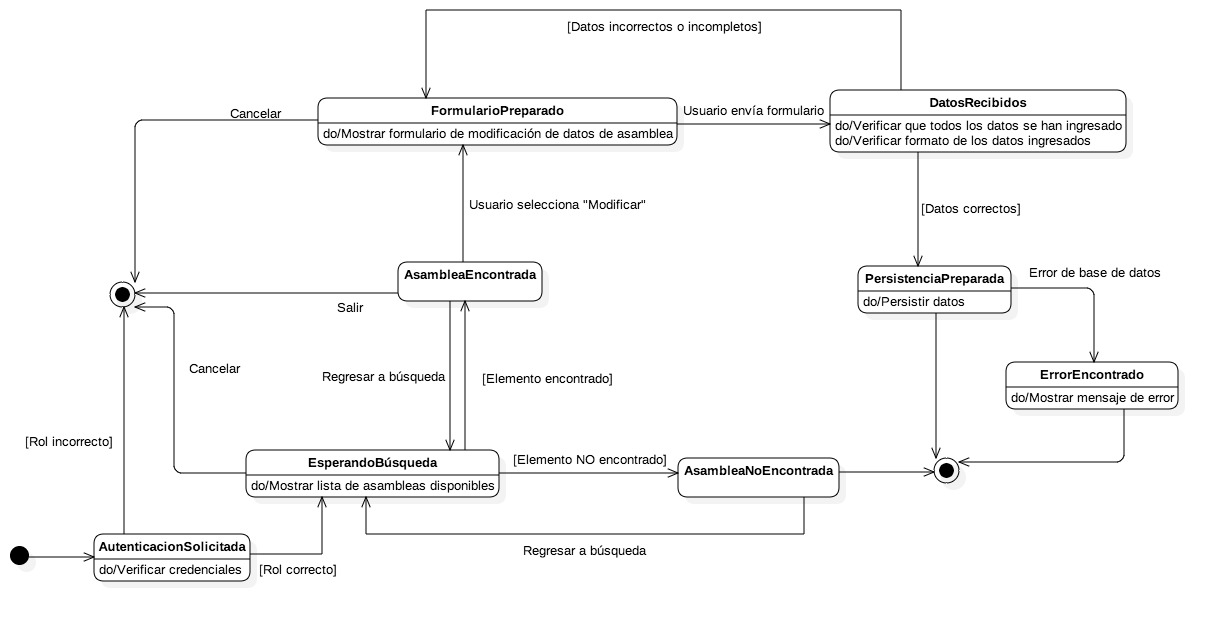 [Datos incorrectos o incompletos]
Cancelar
FormularioPreparado
do/Mostrar formulario de modificación de datos de asamblea
Usuario envía formulario
DatosRecibidos
do/Verificar que todos los datos se han ingresado
do/Verificar formato de los datos ingresados
Usuario selecciona "Modificar"
[Datos correctos]
AsambleaEncontrada
Salir
PersistenciaPreparada
do/Persistir datos
Error de base de datos
Cancelar
Regresar a búsqueda
[Elemento encontrado]
ErrorEncontrado
do/Mostrar mensaje de error
[Rol incorrecto]
EsperandoBúsqueda
do/Mostrar lista de asambleas disponibles
[Elemento NO encontrado]
AsambleaNoEncontrada
AutenticacionSolicitada
do/Verificar credenciales
[Rol correcto]
Regresar a búsqueda